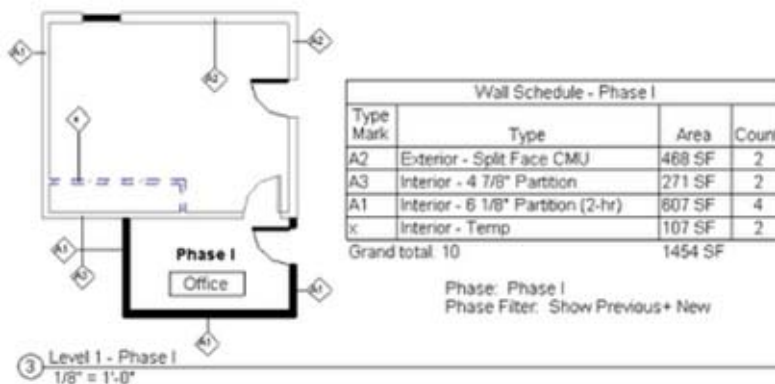 A1
A2
A2
x
A1
A3
A1
A1
Phase I
Office
3
Level 1 - Phase I
1/8" = 1'-0"
Wall Schedule - Phase I
Type Mark Type Area Coun
A2 Exterior - Split Face CMU 468 SF 2
A3 Interior - 4 7/8" Partition 271 SF 2
A1 Interior - 6 1/8" Partition (2-hr) 607 SF 4
x Interior - Temp 107 SF 2
Grand total: 10 1454 SF
Phase: Phase I
Phase Filter: Show Previous+ New